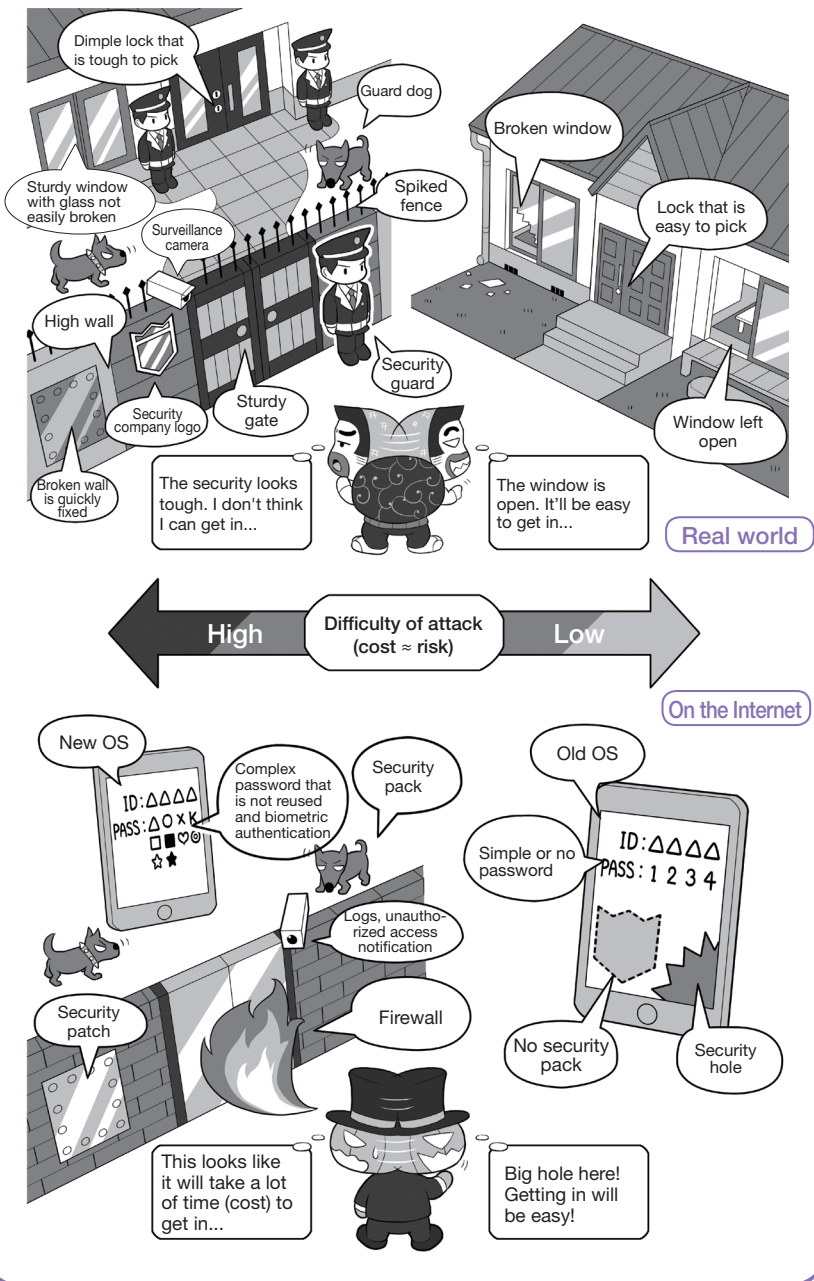 Dimple lock that
is tough to pick
Guard dog
Broken window
Sturdy window
with glass not
easily broken
Spiked
fence
Lock that is
easy to pick
Surveillance
camera
High wall
Security
guard
Security
company logo
Sturdy
gate
Window left
open
Broken wall
is quickly
fixed
The security looks
tough. I don't think
I can get in...
The window is
open. It'll be easy
to get in...
Real world
High
Difficulty of attack
(cost ≈ risk)
Low
On the Internet
New OS
ID:△△△△
PASS:△○×K
□■♡◎
☆★
Complex
password that
is not reused
and biometric
authentication
Security
pack
Old OS
ID:△△△△
PASS:1 2 3 4
Simple or no
password
Logs, unautho-
rized access
notification
Security
patch
Firewall
No security
pack
Security
hole
This looks like
it will take a lot
of time (cost) to
get in...
Big hole here!
Getting in will
be easy!